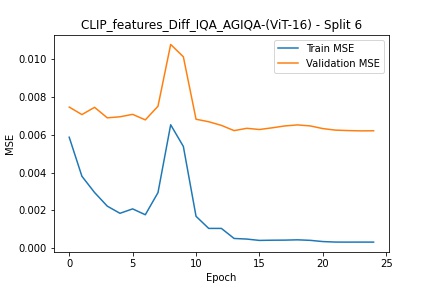 CLIP_features_Diff_IQA_AGIQA-(ViT-16) - Split 6
Train MSE
Validation MSE
0.010
0.008
0.006
0.004
0.002
0.000
MSE
0 5 10 15 20 25
Epoch